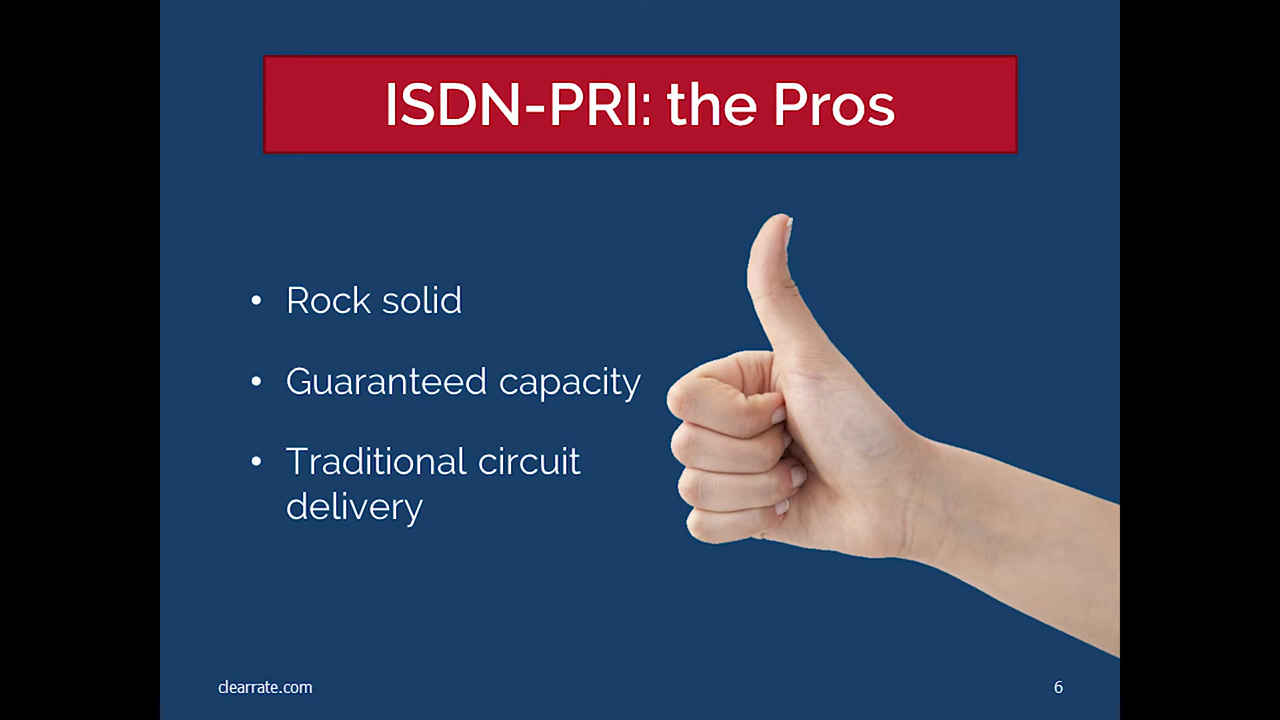 ISDN-PRI: the Pros
• Rock solid
• Guaranteed capacity
• Traditional circuit
delivery
clearrate.com
6